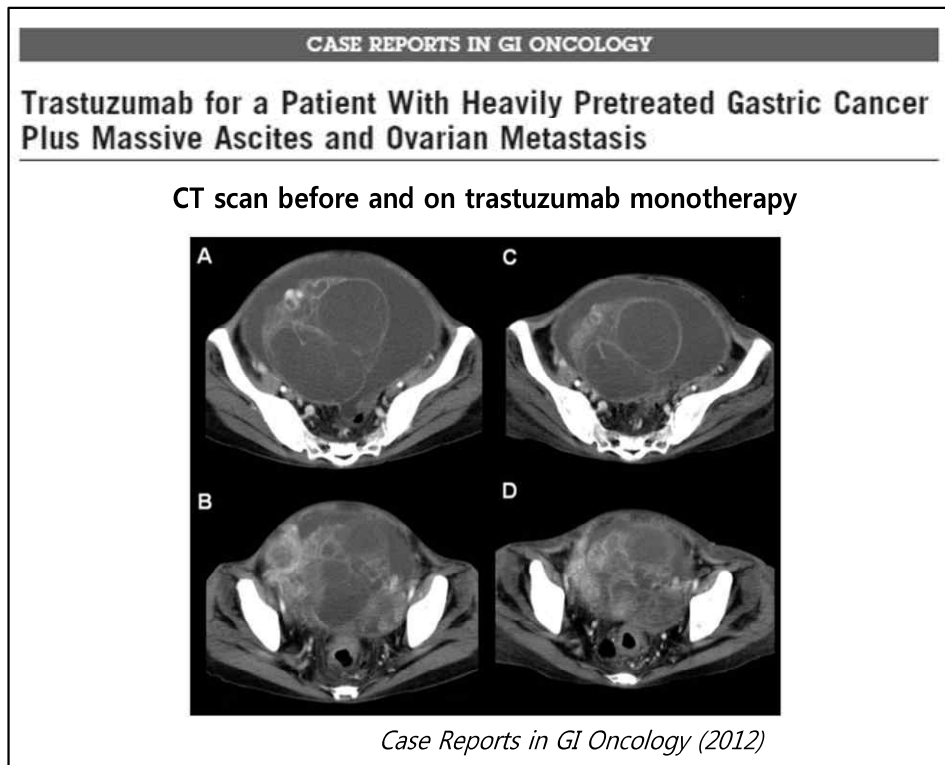 CASE REPORTS IN GI ONCOLOGY
Trastuzumab for a Patient With Heavily Pretreated Gastric Cancer
Plus Massive Ascites and Ovarian Metastasis
CT scan before and on trastuzumab monotherapy
A
C
B
D
Case Reports in GI Oncology (2012)